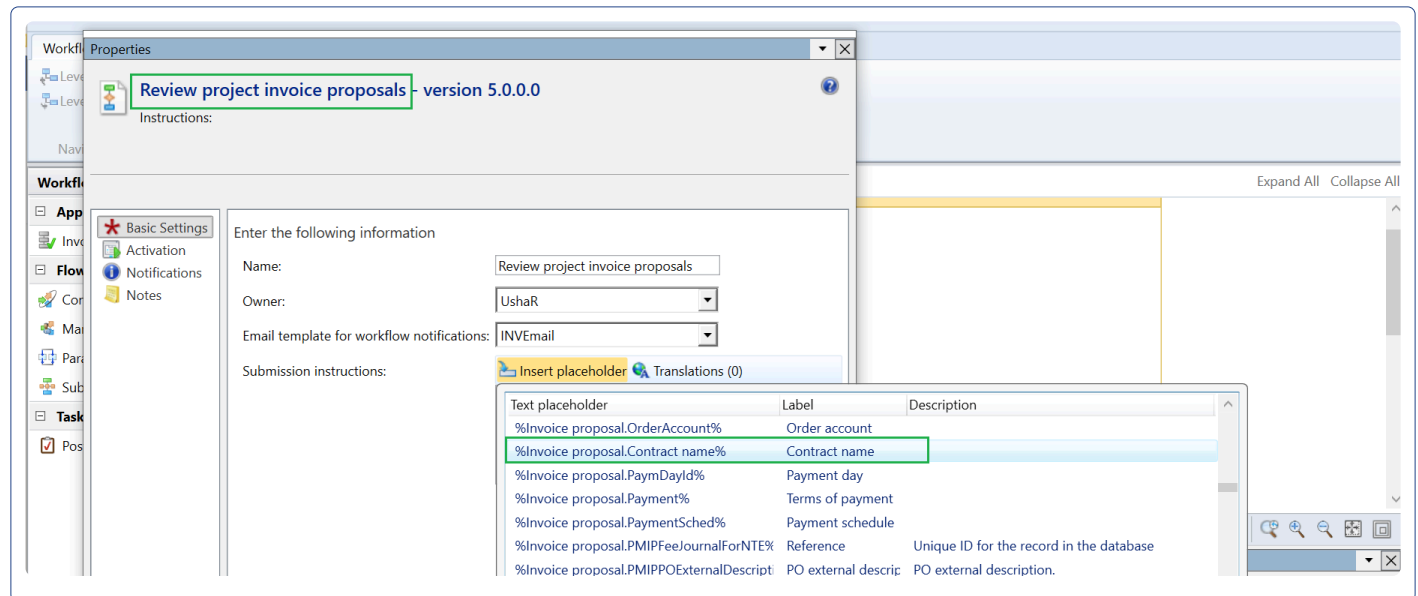 Workfl
Properties
Leve
Review project invoice proposals - version 5.0.0.0
Leve
Instructions:
Navi
Workfl
Expand All Collapse All
App
Invo
Flow
Cor
Mar
Para
Sub
Task
Pos
Basic Settings
Activation
Notifications
Notes
Enter the following information
Name: Review project invoice proposals
Owner: UshaR
Email template for workflow notifications: INVEmail
Submission instructions: Insert placeholder Translations (0)
Text placeholder Label Description
%Invoice proposal.OrderAccount% Order account
%Invoice proposal.Contract name% Contract name
%Invoice proposal.PaymDayId% Payment day
%Invoice proposal.Payment% Terms of payment
%Invoice proposal.PaymentSched% Payment schedule
%Invoice proposal.PMIPFeeJournalForNTE% Reference Unique ID for the record in the database
%Invoice proposal.PMIPPOExternalDescripti PO external descrip PO external description.